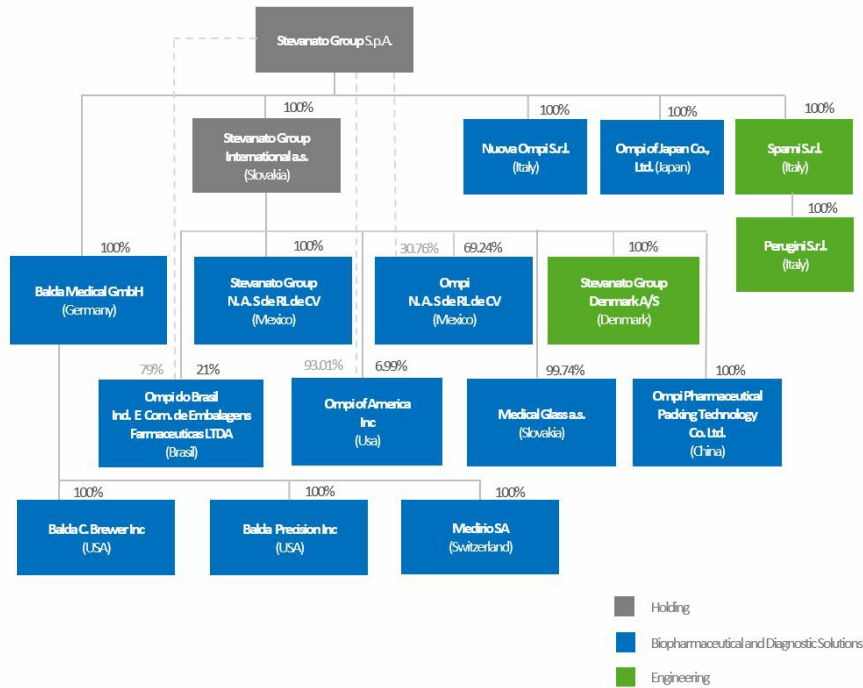 Stevanato Group S.p.A.
100%
100%
100%
100%
Stevanato Group
International a.s.
(Slovakia)
Nuova Ompi S.r.l.
(Italy)
Ompi of Japan Co.,
Ltd. (Japan)
Spami S.r.l.
(Italy)
100%
Perugini S.r.l.
(Italy)
100%
100%
30.76%
69.24%
100%
Balda Medical GmbH
(Germany)
Stevanato Group
N. A. S de RL de CV
(Mexico)
Ompi
N. A. S de RL de CV
(Mexico)
Stevanato Group
Denmark A/S
(Denmark)
79%
21%
93.01%
6.99%
99.74%
100%
Ompi do Brasil
Ind. E Com. de Embalagens
Farmaceuticas LTDA
(Brasil)
Ompi of America
Inc
(Usa)
Medical Glass a.s.
(Slovakia)
Ompi Pharmaceutical
Packing Technology
Co. Ltd.
(China)
100%
100%
100%
Balda C. Brewer Inc
(USA)
Balda Precision Inc
(USA)
Medirio SA
(Switzerland)
Holding
Biopharmaceutical and Diagnostic Solutions
Engineering